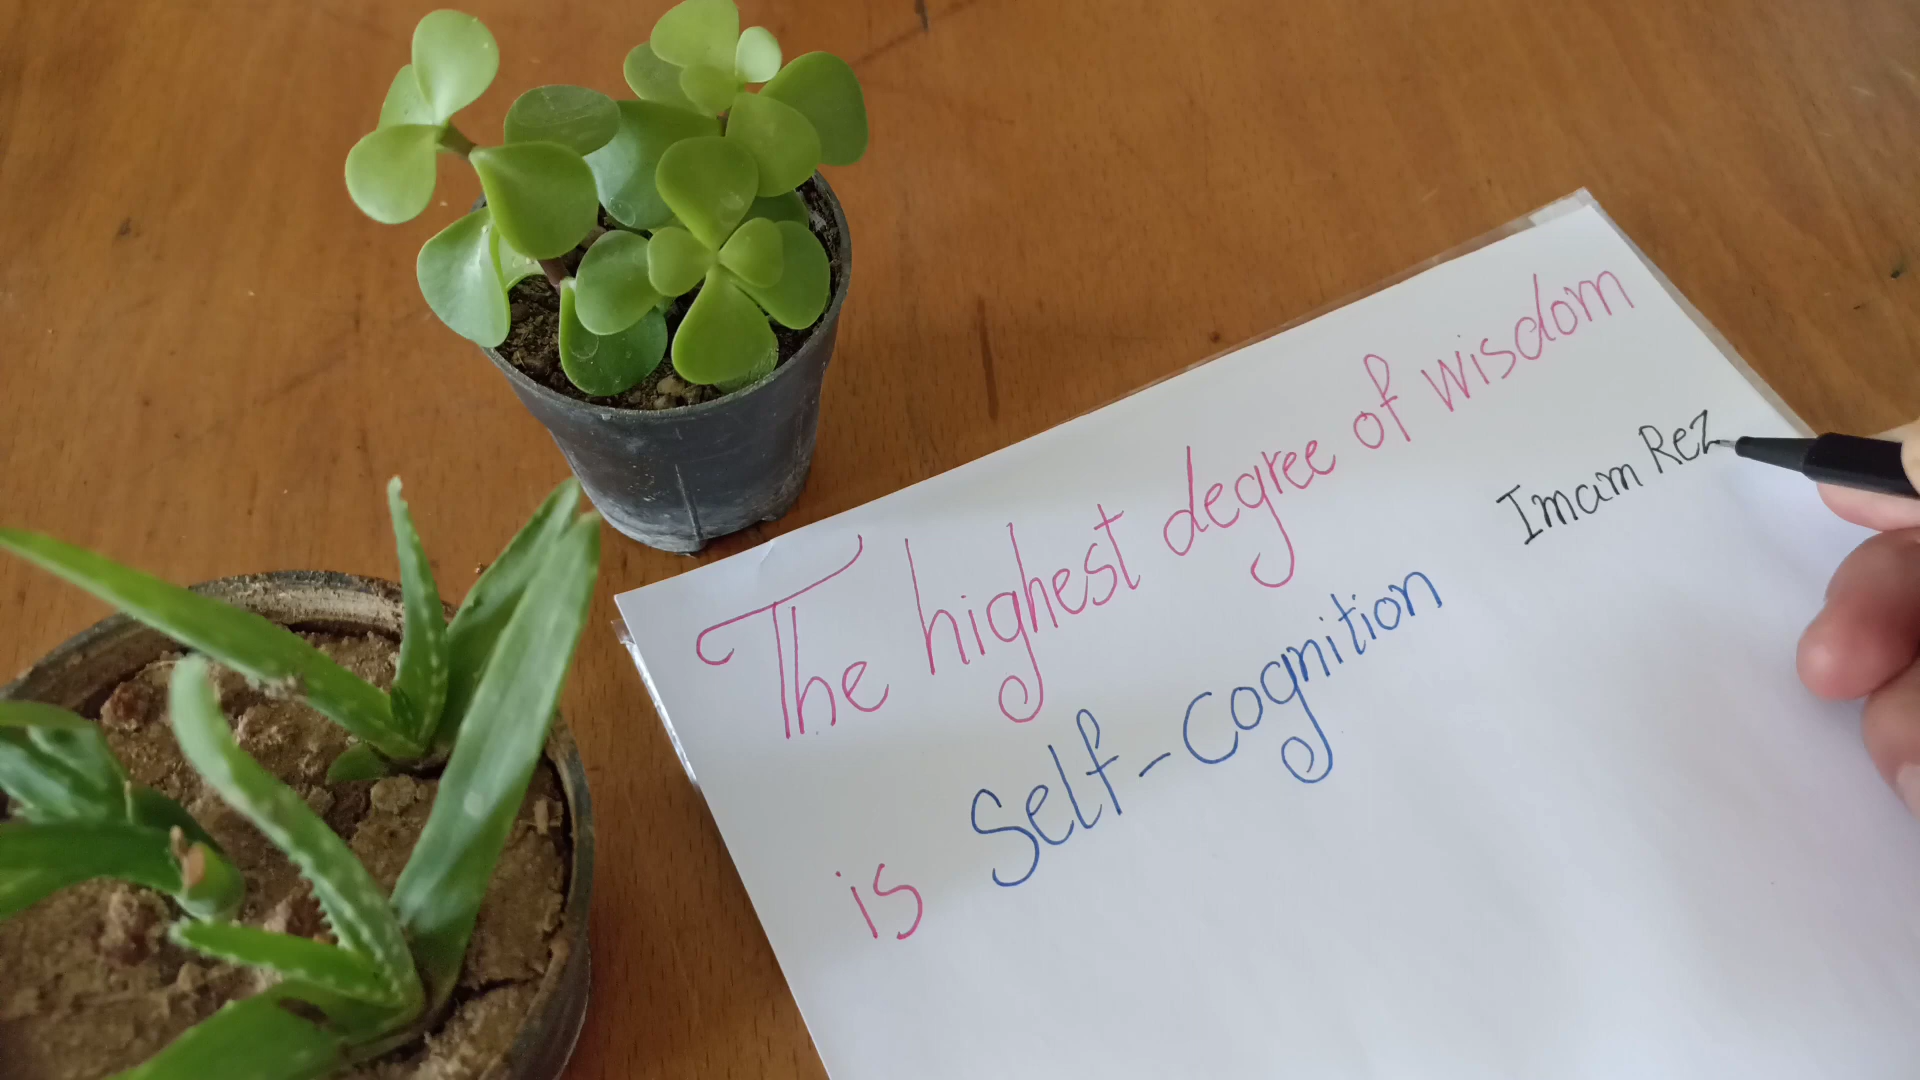 The highest degree of wisdom
is Self-cognition
Imam Rez